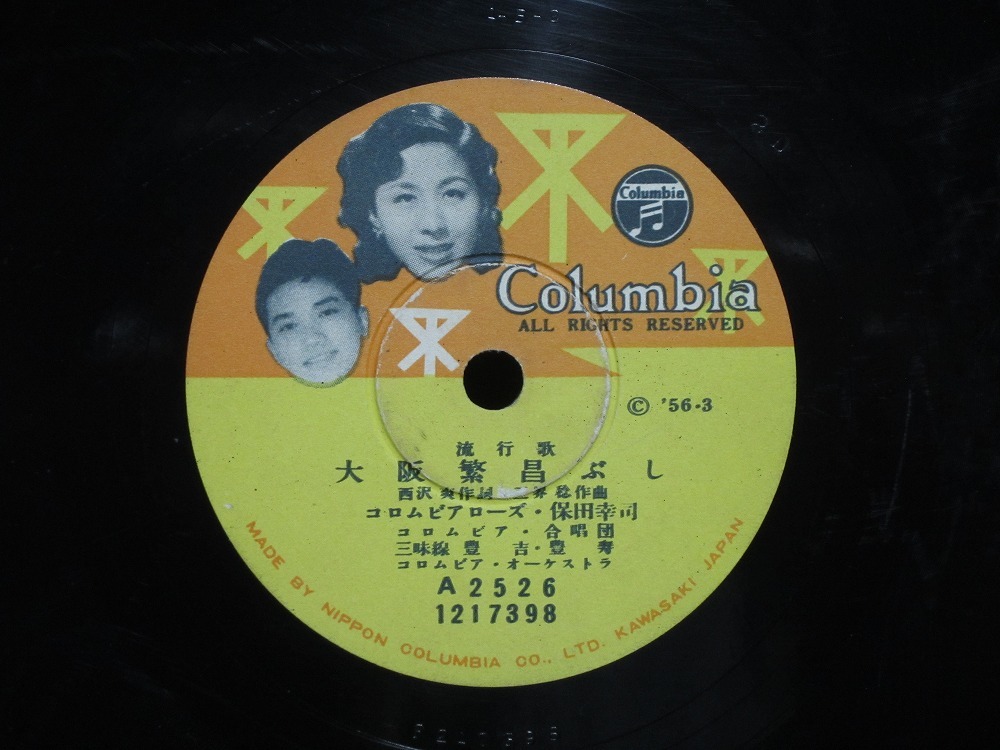 Columbia
Columbia
ALL RIGHTS RESERVED
© '56・3
流行歌
大阪繁昌ぶし
西沢 爽作詞 稔作曲
コロムビアローズ・保田幸司
コロムビア・合唱団
三味線 豊 吉・豊 寿
コロムビア・オーケストラ
A2526
1217398
MADE BY NIPPON COLUMBIA CO., LTD. KAWASAKI JAPAN